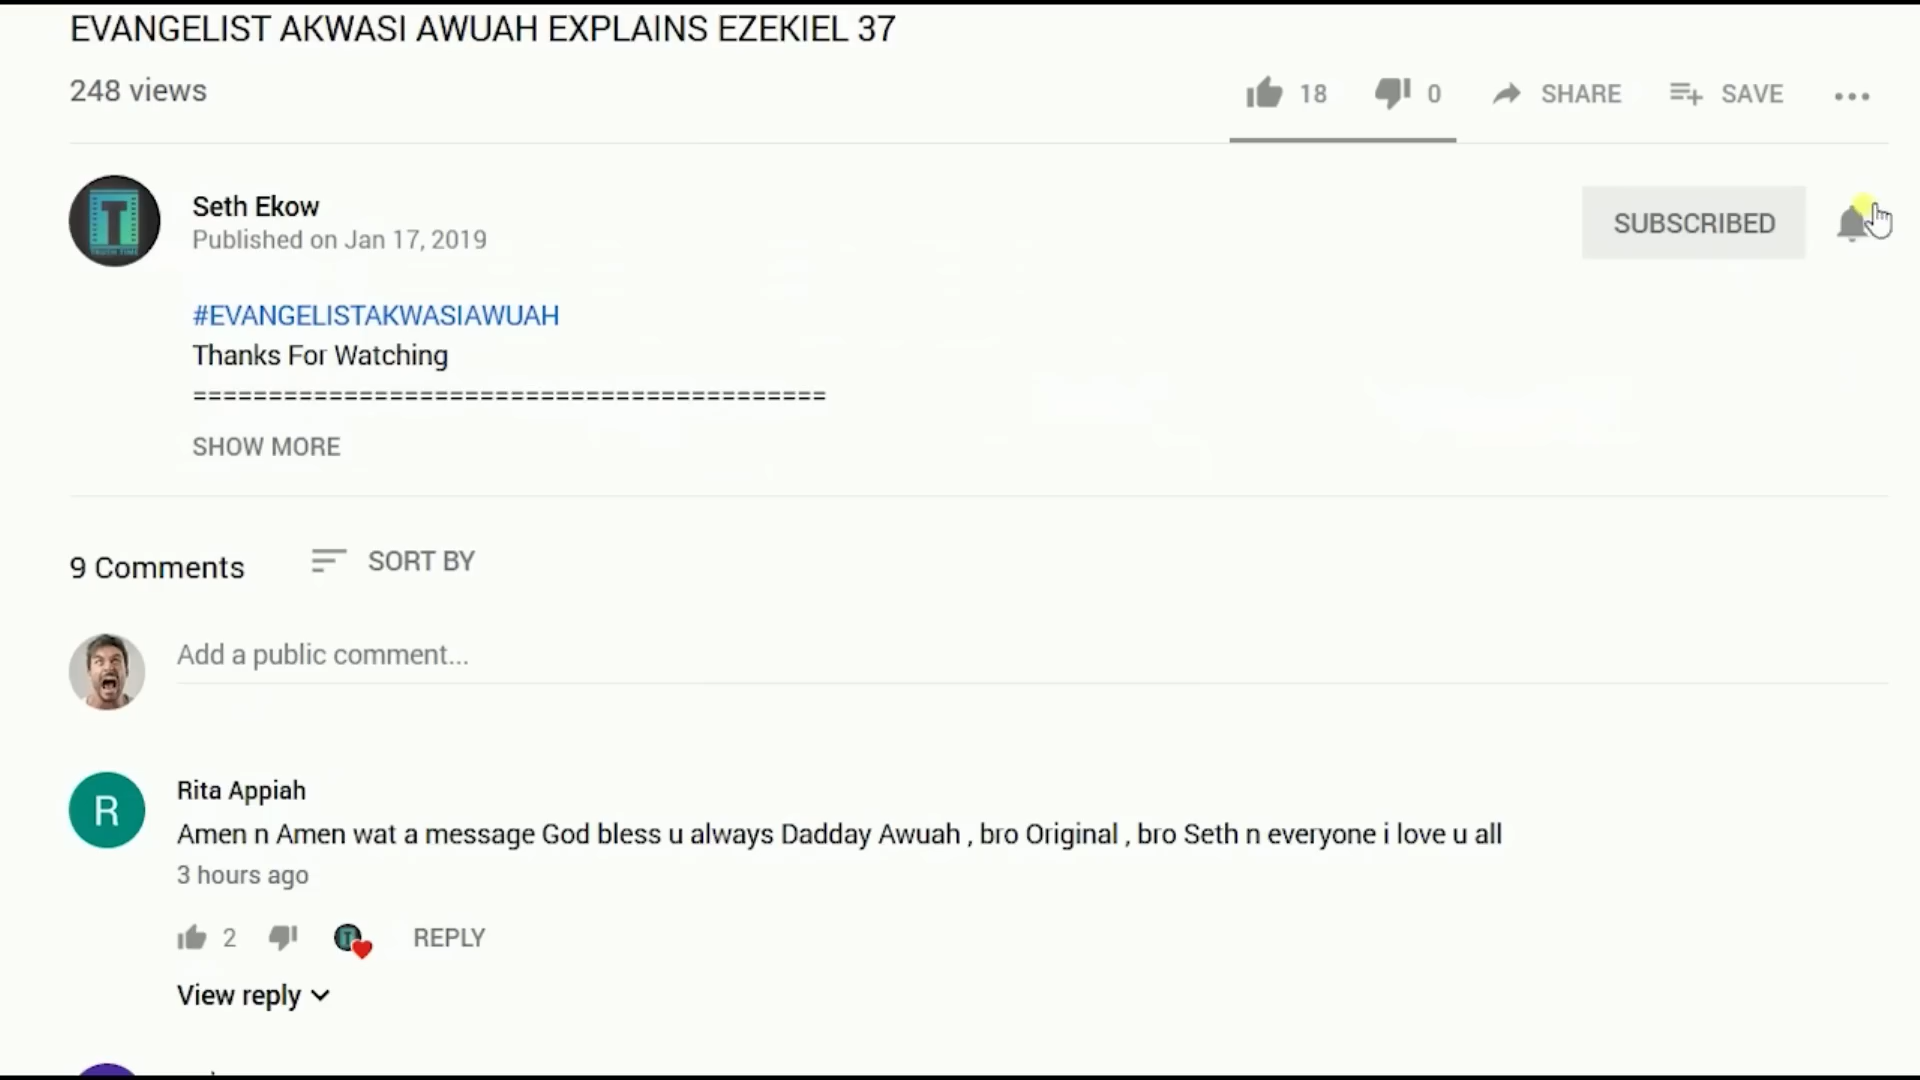 EVANGELIST AKWASI AWUAH EXPLAINS EZEKIEL 37
248 views
18
0
SHARE
SAVE
T
Seth Ekow
Published on Jan 17, 2019
SUBSCRIBED
#EVANGELISTAKWASIAWUAH
Thanks For Watching
==========================================
SHOW MORE
9 Comments
SORT BY
Add a public comment...
R
Rita Appiah
Amen n Amen wat a message God bless u always Dadday Awuah , bro Original , bro Seth n everyone i love u all
3 hours ago
2
REPLY
View reply